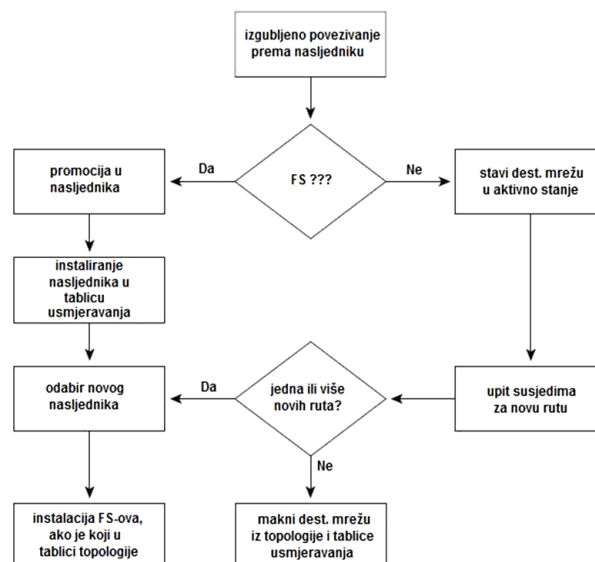 izgubljeno povezivanje
prema nasljedniku
promocija u
nasljednika
Da
FS ???
Ne
stavi dest. mrežu
u aktivno stanje
instaliranje
nasljednika u
tablicu
usmjeravanja
odabir novog
nasljednika
Da
jedna ili više
novih ruta?
upit susjedima
za novu rutu
Ne
instalacija FS-ova,
ako je koji u
tablici topologije
makni dest. mrežu
iz topologije i tablice
usmjeravanja